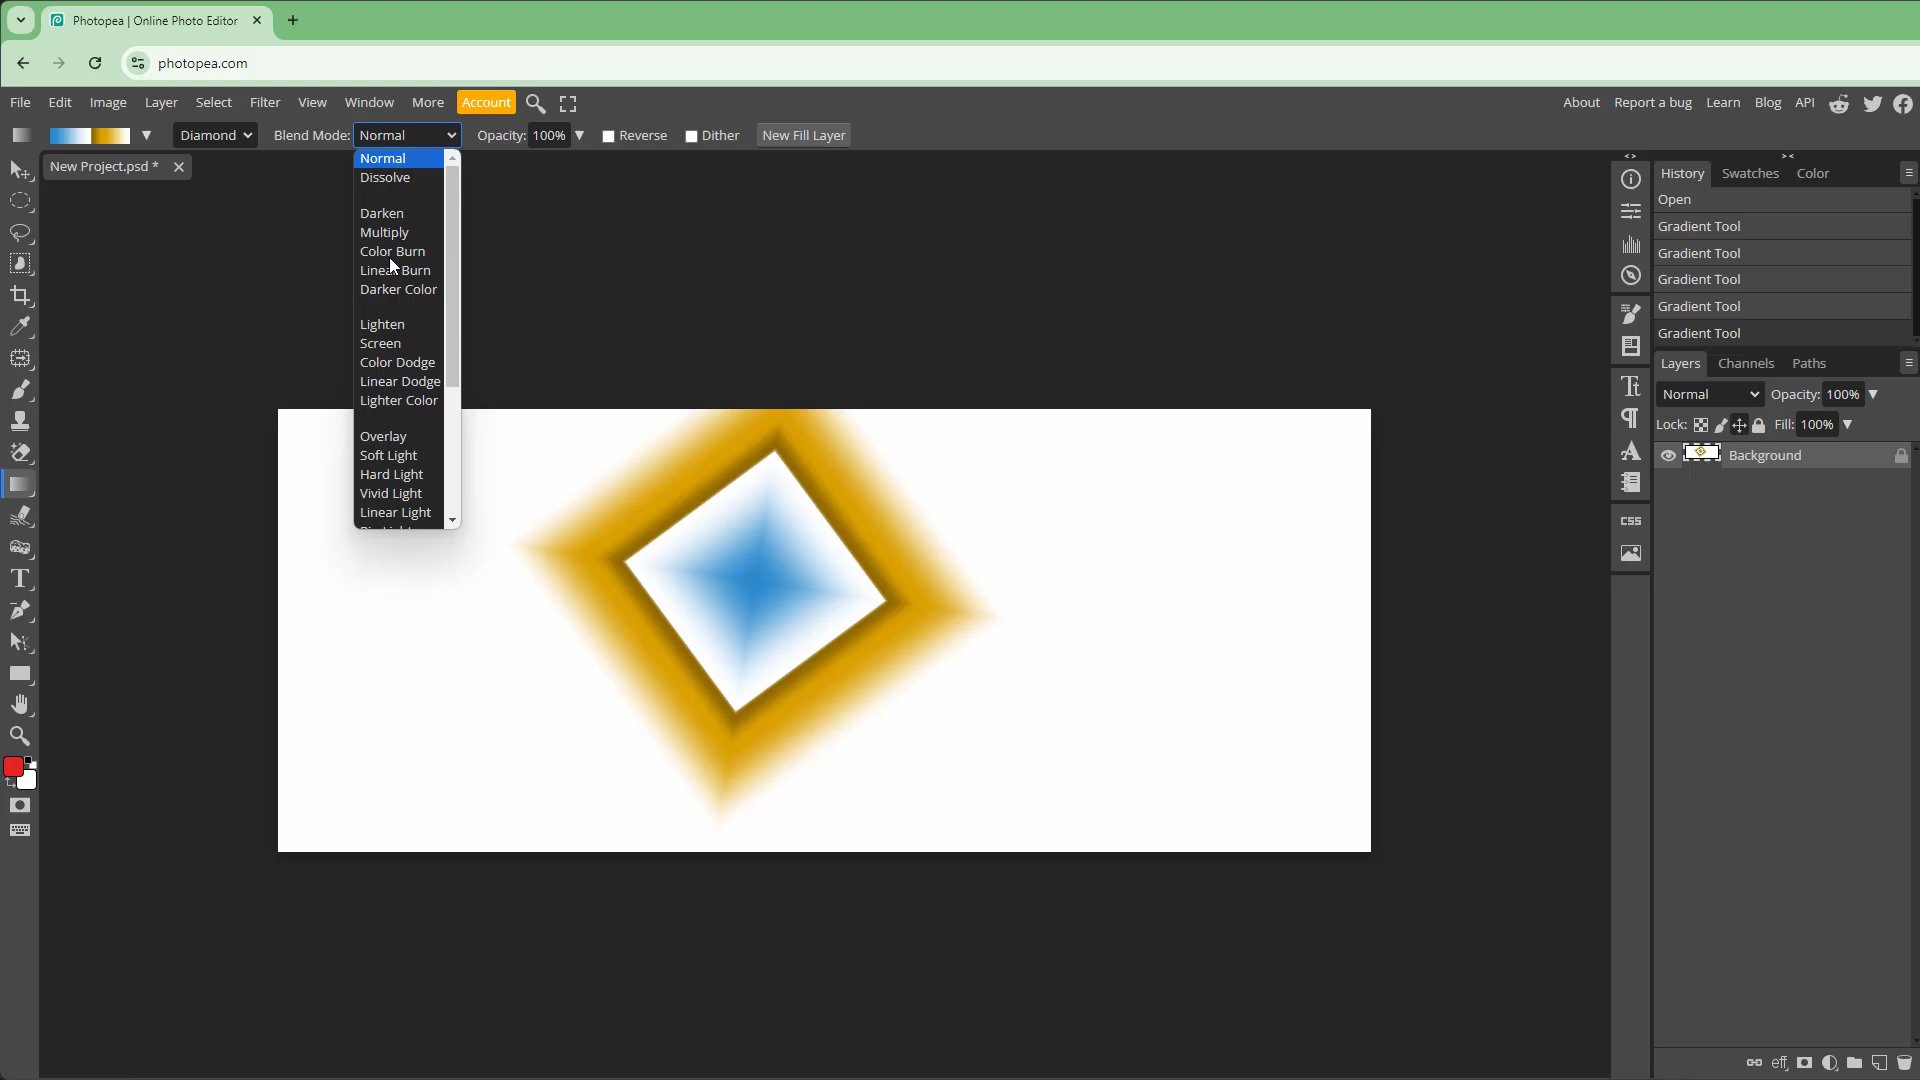 Photopea | Online Photo Editor
photopea.com
File Edit Image Layer Select Filter View Window More Account About Report a bug Learn Blog API
Diamond Blend Mode: Normal Opacity: 100% Reverse Dither New Fill Layer
New Project.psd *
Normal
Dissolve
Darken
Multiply
Color Burn
Linear Burn
Darker Color
Lighten
Screen
Color Dodge
Linear Dodge
Lighter Color
Overlay
Soft Light
Hard Light
Vivid Light
Linear Light
History Swatches Color
Open
Gradient Tool
Gradient Tool
Gradient Tool
Gradient Tool
Gradient Tool
Layers Channels Paths
Normal Opacity: 100%
Lock: Fill: 100%
Background
CSS
eff